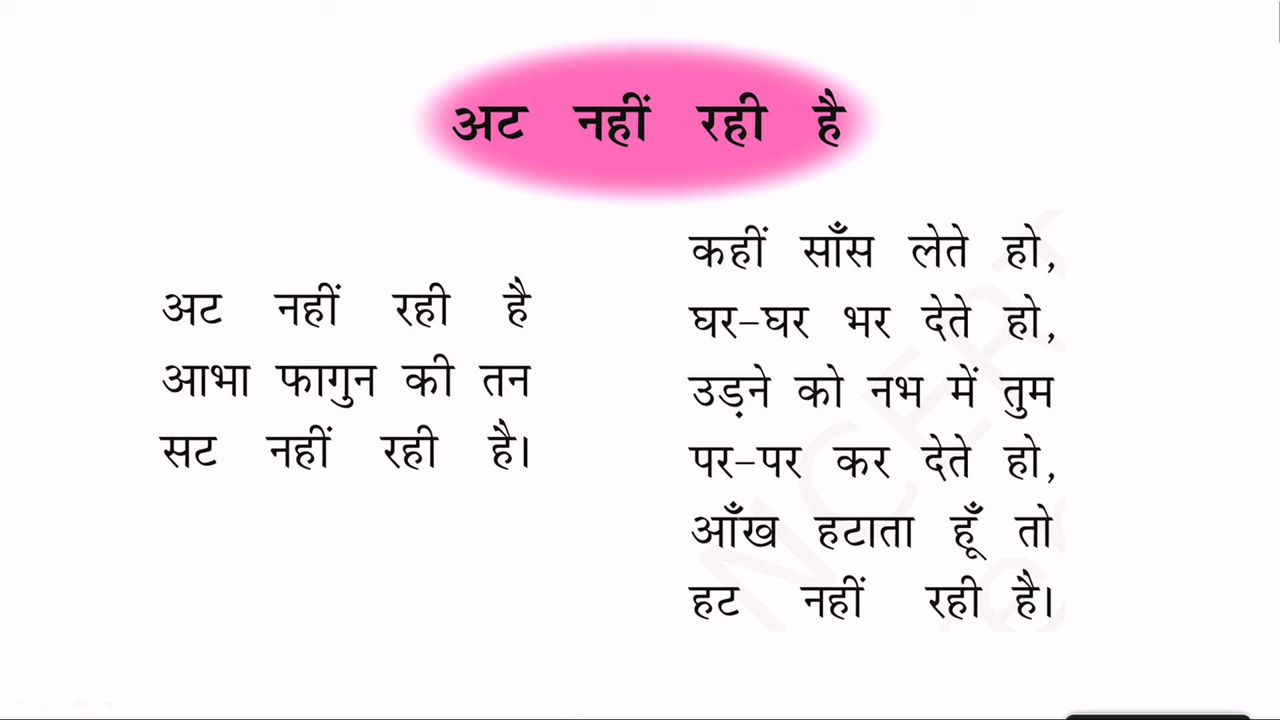 अट नहीं रही है
अट नहीं रही है
आभा फागुन की तन
सट नहीं रही है।
कहीं साँस लेते हो,
घर-घर भर देते हो,
उड़ने को नभ में तुम
पर-पर कर देते हो,
आँख हटाता हूँ तो
हट नहीं रही है।
NCERT